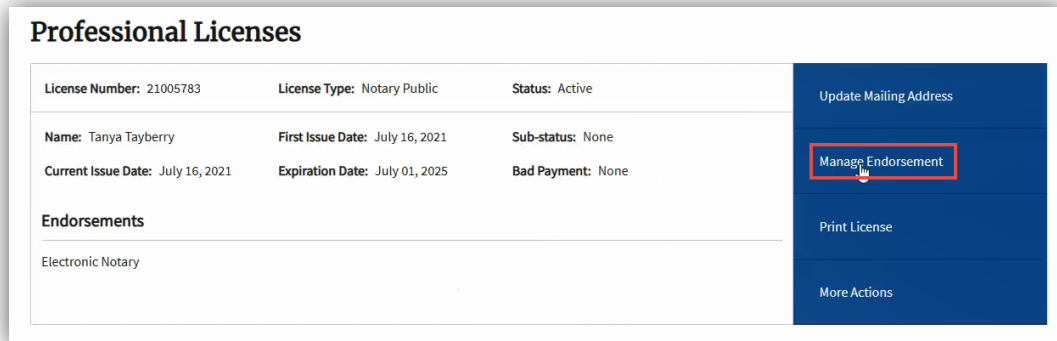 Professional Licenses
License Number: 21005783 License Type: Notary Public Status: Active
Name: Tanya Tayberry First Issue Date: July 16, 2021 Sub-status: None
Current Issue Date: July 16, 2021 Expiration Date: July 01, 2025 Bad Payment: None
Endorsements
Electronic Notary
Update Mailing Address
Manage Endorsement
Print License
More Actions